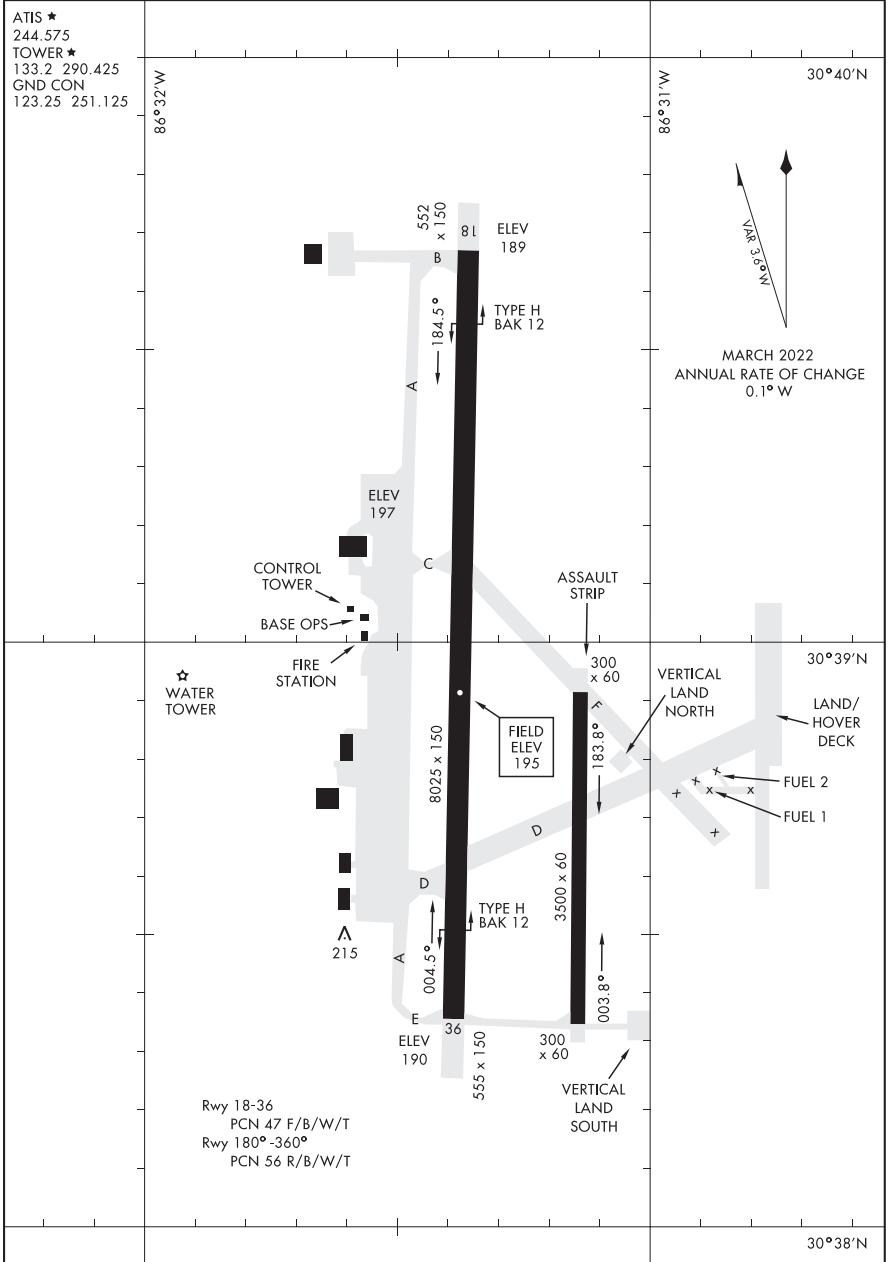 ATIS ★
244.575
TOWER ★
133.2 290.425
GND CON
123.25 251.125
86°32'W
86°31'W
30°40'N
VAR 3.6° W
MARCH 2022
ANNUAL RATE OF CHANGE
0.1° W
552
x 150
18
ELEV
189
B
184.5°
TYPE H
BAK 12
A
ELEV
197
C
CONTROL
TOWER
BASE OPS
FIRE
STATION
ASSAULT
STRIP
30°39'N
WATER
TOWER
300
x 60
VERTICAL
LAND
NORTH
F
LAND/
HOVER
DECK
FIELD
ELEV
195
183.8°
8025 x 150
x
x
x
x
x
x
FUEL 2
FUEL 1
D
D
3500 x 60
TYPE H
BAK 12
215
A
004.5°
003.8°
E
36
ELEV
190
555 x 150
300
x 60
VERTICAL
LAND
SOUTH
Rwy 18-36
PCN 47 F/B/W/T
Rwy 180°-360°
PCN 56 R/B/W/T
30°38'N